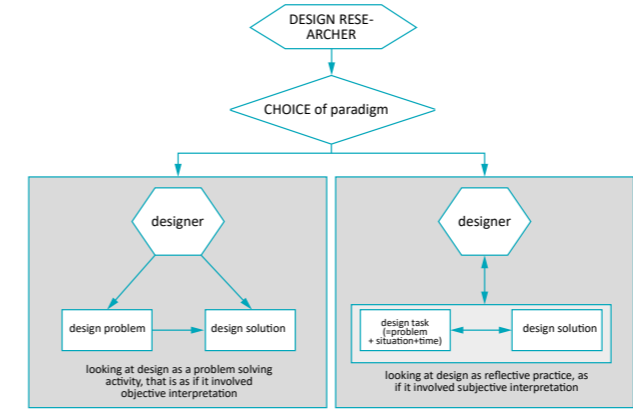 DESIGN RESE-
ARCHER
CHOICE of paradigm
designer
design problem
design solution
looking at design as a problem solving
activity, that is as if it involved
objective interpretation
designer
design task
(=problem
+ situation+time)
design solution
looking at design as reflective practice, as
if it involved subjective interpretation